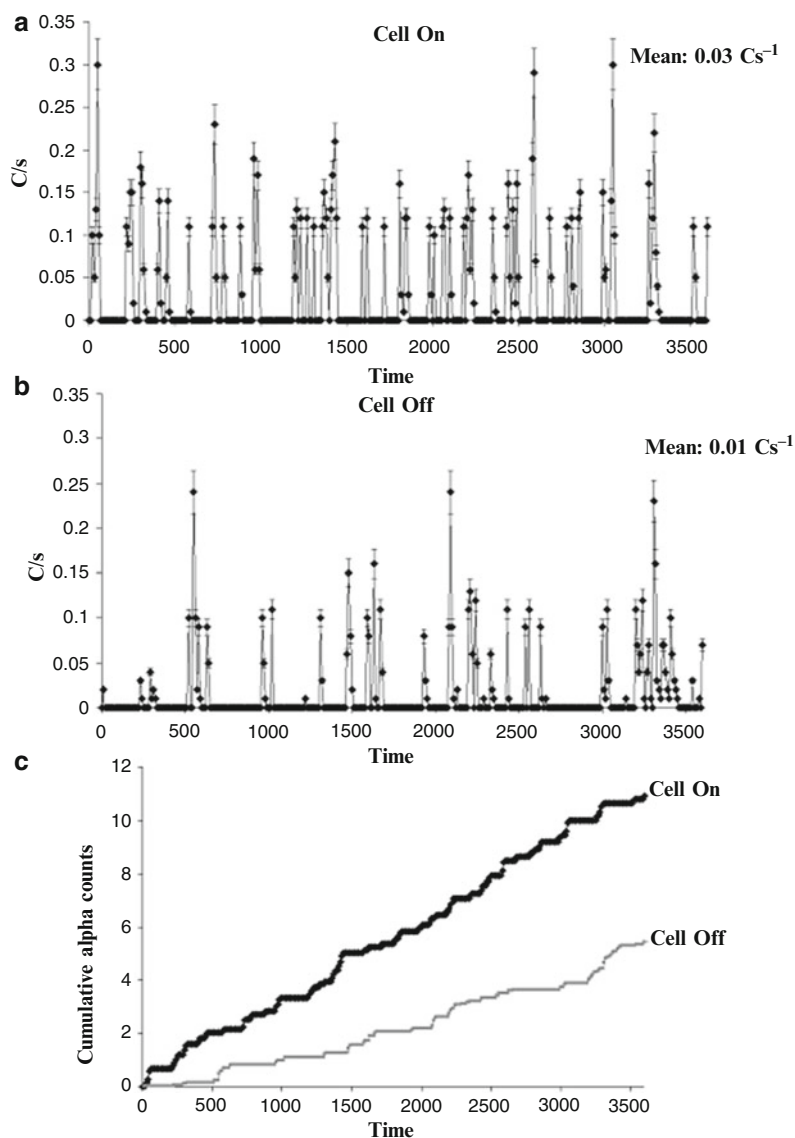 a
Cell On
Mean: 0.03 Cs⁻¹
C/s
0.35
0.3
0.25
0.2
0.15
0.1
0.05
0
0 500 1000 1500 2000 2500 3000 3500
Time
b
Cell Off
Mean: 0.01 Cs⁻¹
C/s
0.35
0.3
0.25
0.2
0.15
0.1
0.05
0
0 500 1000 1500 2000 2500 3000 3500
Time
c
Cumulative alpha counts
12
10
8
6
4
2
0
Cell On
Cell Off
0 500 1000 1500 2000 2500 3000 3500
Time